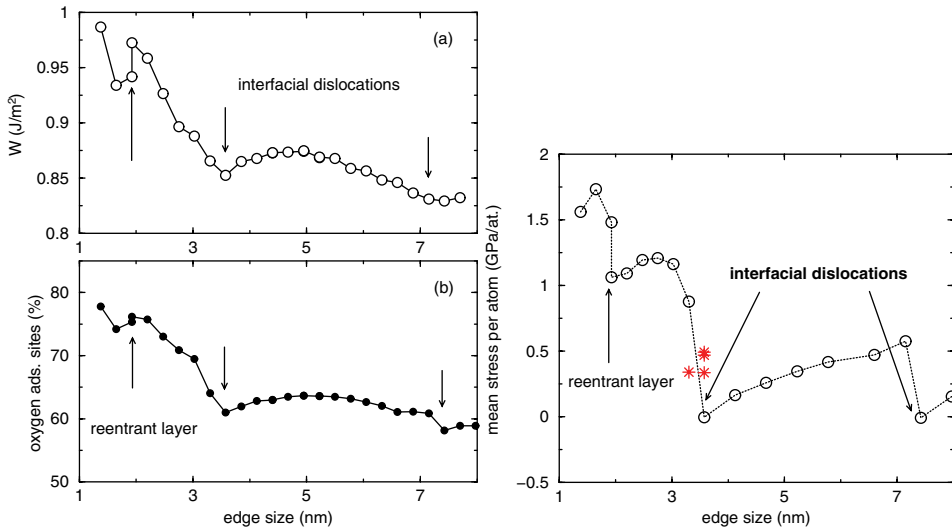 1
0.95
0.9
0.85
0.8
W (J/m²)
(a)
interfacial dislocations
1
3
5
7
80
70
60
50
oxygen ads. sites (%)
(b)
reentrant layer
1
3
5
7
edge size (nm)
2
1.5
1
0.5
0
−0.5
mean stress per atom (GPa/at.)
interfacial dislocations
reentrant layer
1
3
5
7
edge size (nm)